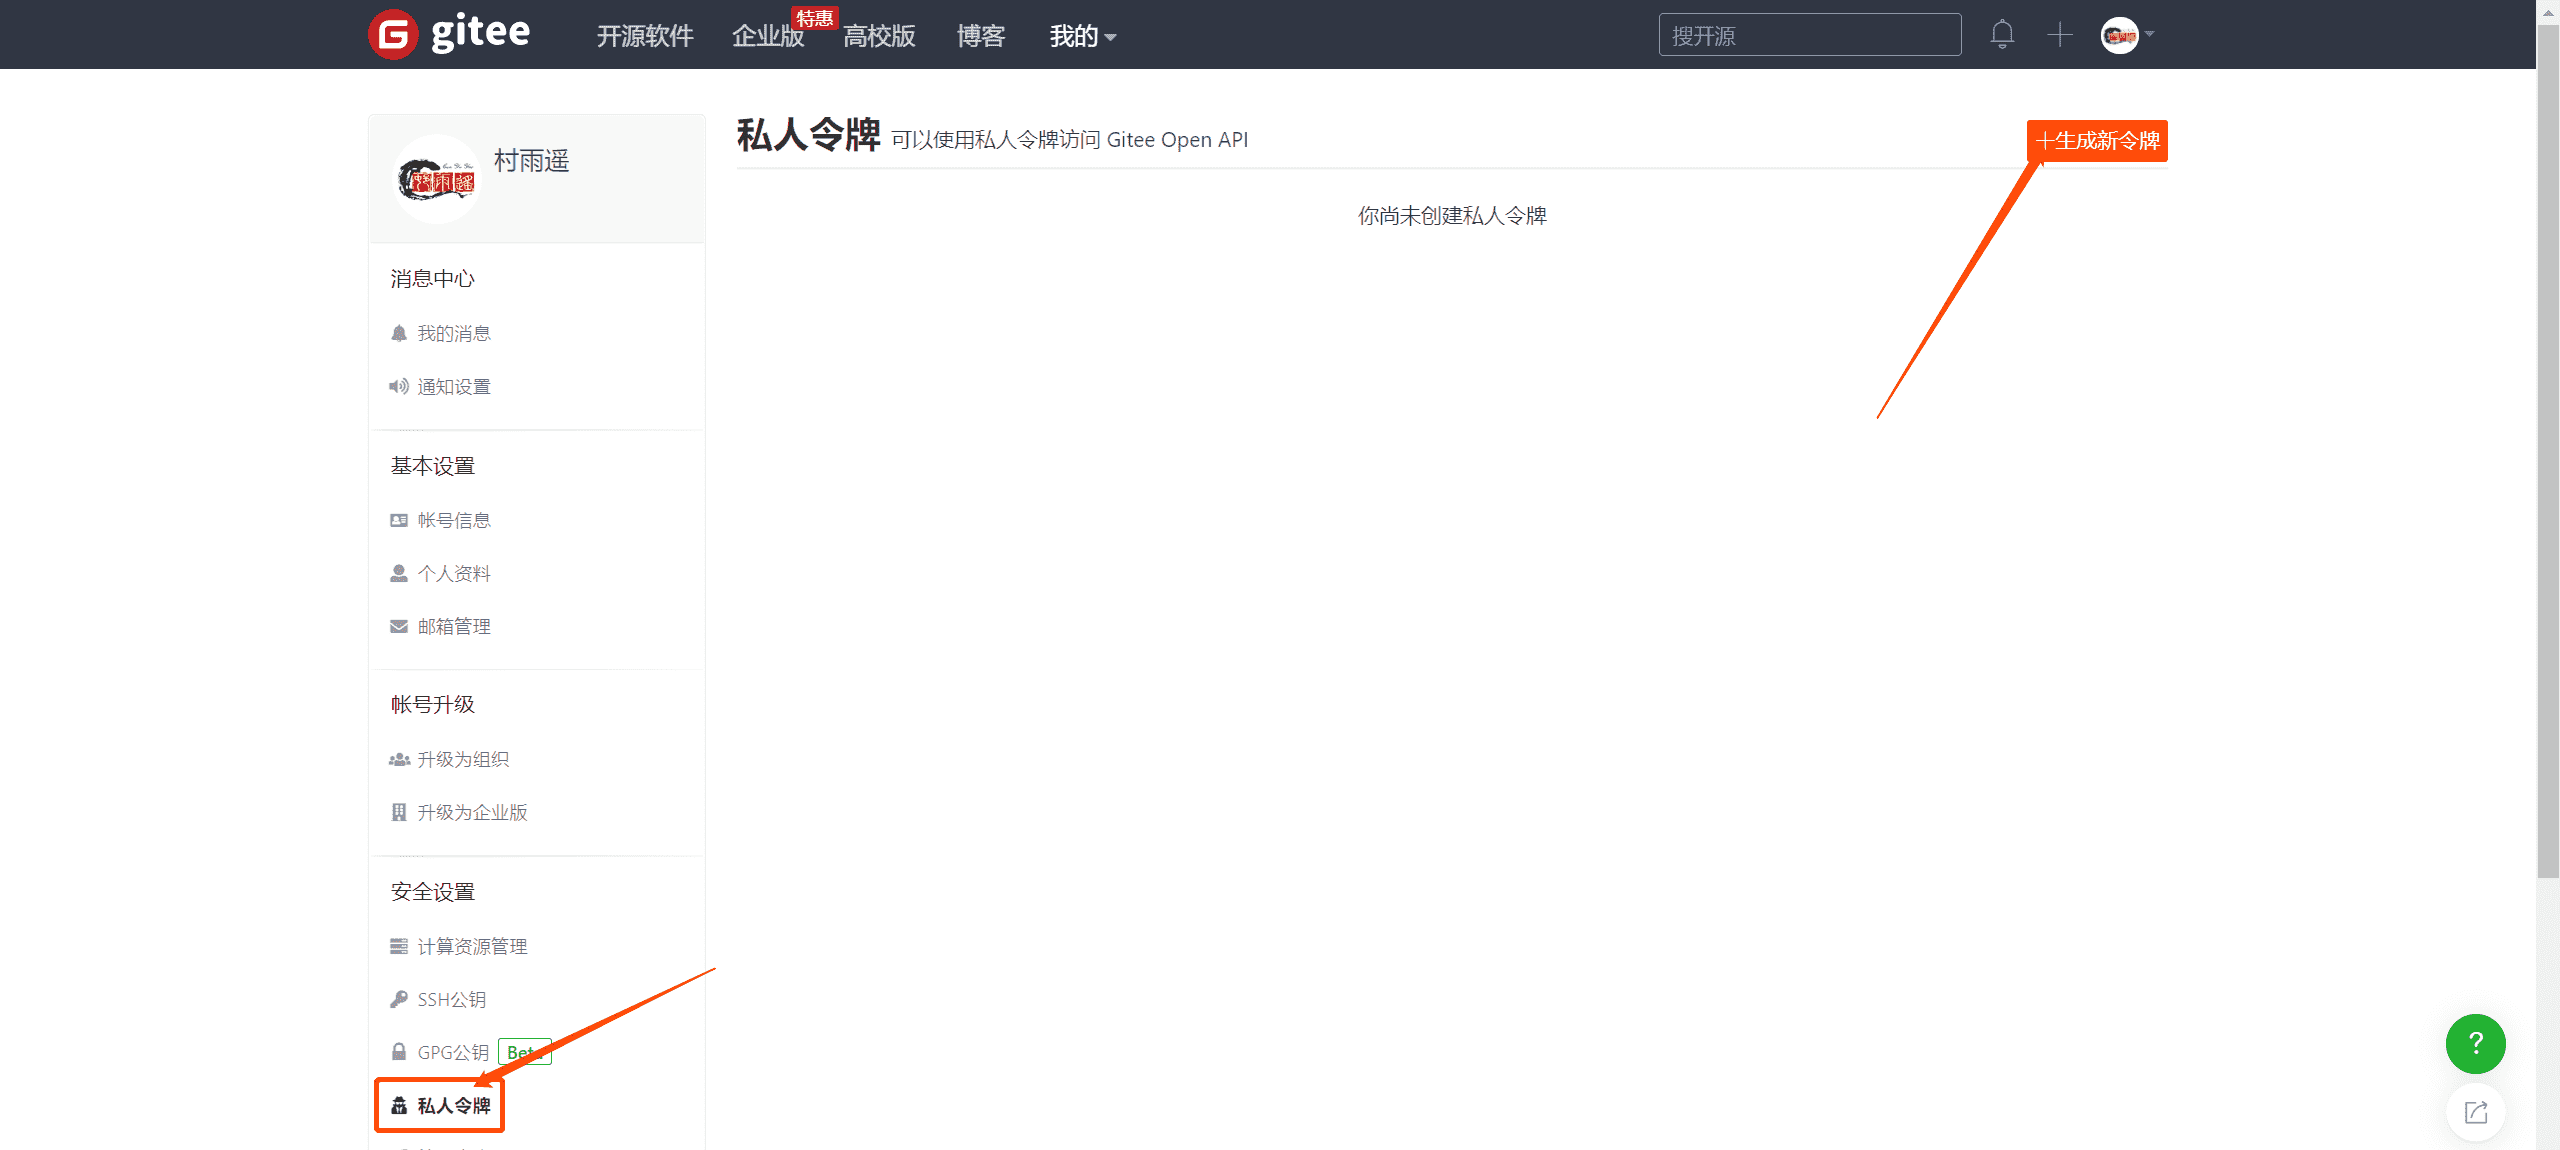 gitee
开源软件
企业版
特惠
高校版
博客
我的
搜开源
村雨遥
消息中心
我的消息
通知设置
基本设置
帐号信息
个人资料
邮箱管理
帐号升级
升级为组织
升级为企业版
安全设置
计算资源管理
SSH公钥
GPG公钥 Beta
私人令牌
私人令牌 可以使用私人令牌访问 Gitee Open API
+生成新令牌
你尚未创建私人令牌
?